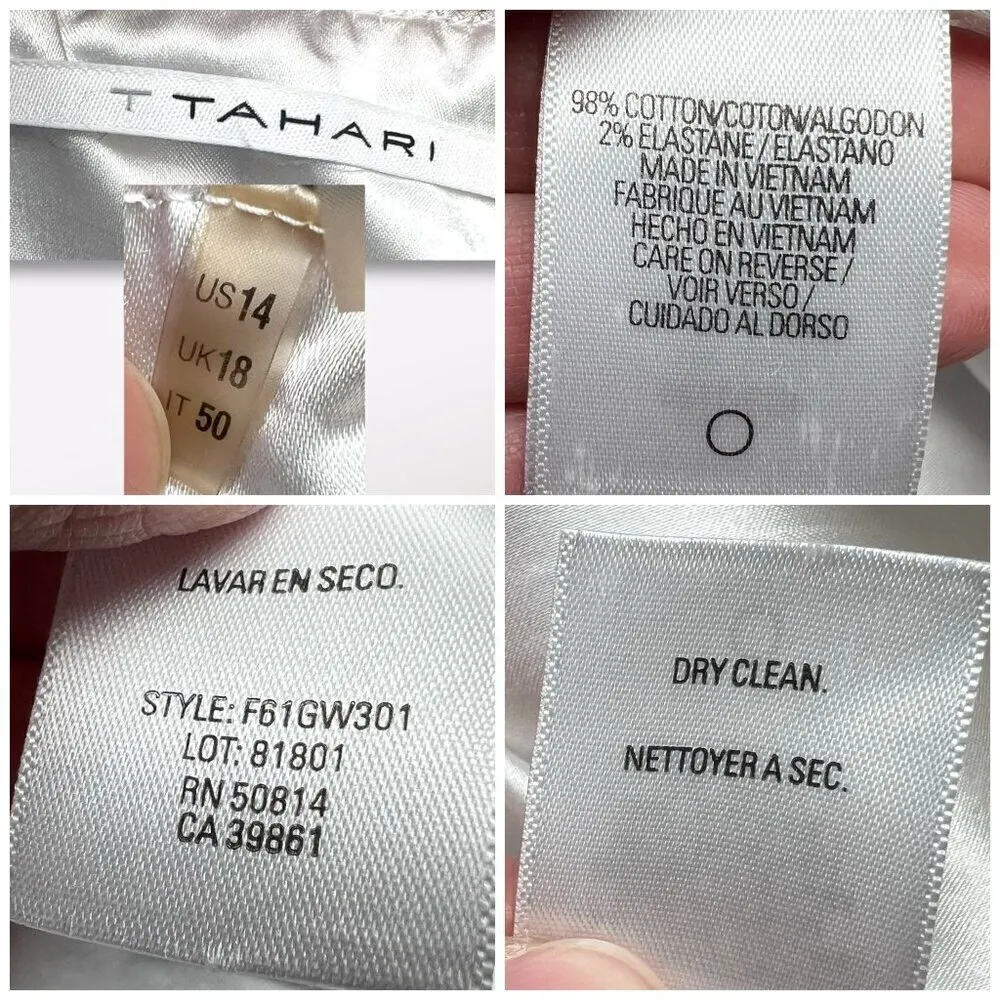 T TAHARI
US 14
UK 18
IT 50
98% COTTON/COTON/ALGODON
2% ELASTANE/ELASTANO
MADE IN VIETNAM
FABRIQUE AU VIETNAM
HECHO EN VIETNAM
CARE ON REVERSE/
VOIR VERSO/
CUIDADO AL DORSO
LAVAR EN SECO.
STYLE: F61GW301
LOT: 81801
RN 50814
CA 39861
DRY CLEAN.
NETTOYER A SEC.